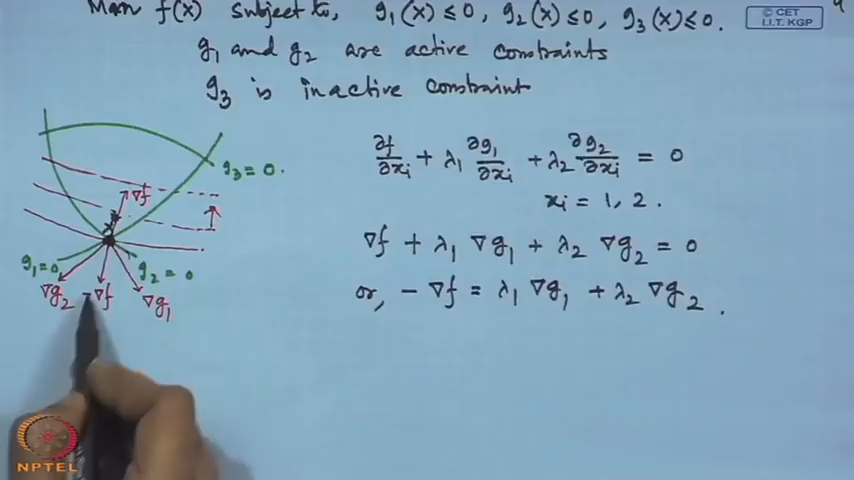 Man f(x) subject to, g₁(x) ≤ 0, g₂(x) ≤ 0, g₃(x) ≤ 0.
© CET
I.I.T. KGP
g₁ and g₂ are active constraints
g₃ is inactive constraint
∂f/∂xᵢ + λ₁ ∂g₁/∂xᵢ + λ₂ ∂g₂/∂xᵢ = 0
xᵢ = 1, 2.
∇f + λ₁ ∇g₁ + λ₂ ∇g₂ = 0
or, - ∇f = λ₁ ∇g₁ + λ₂ ∇g₂.
g₃ = 0.
∇f
x*
g₁ = 0
g₂ = 0
∇g₂
-∇f
∇g₁
NPTEL